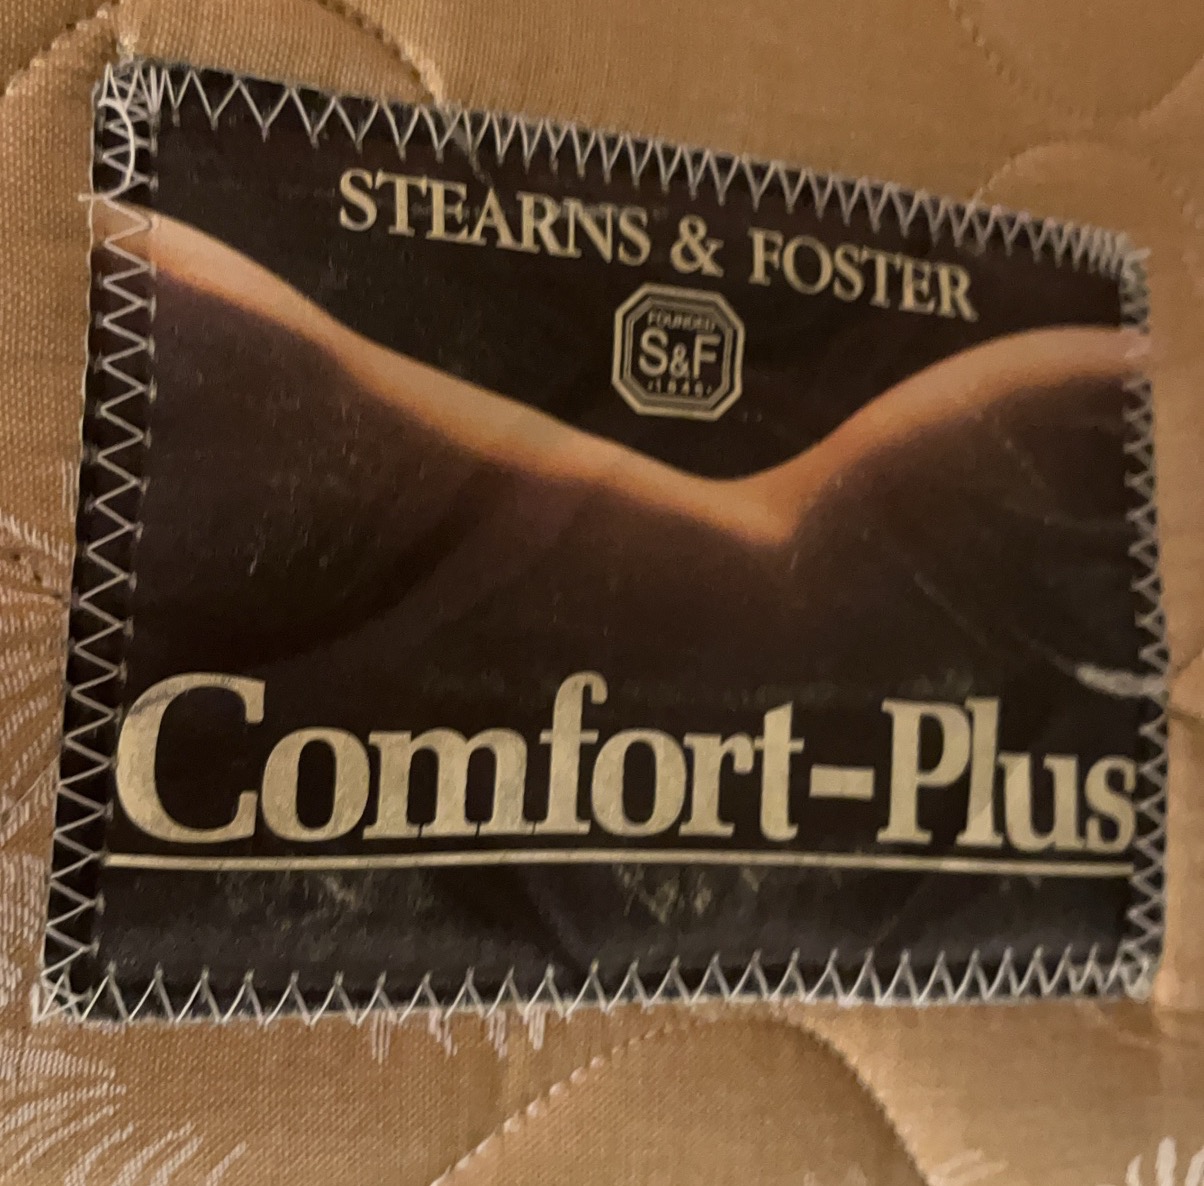 STEARNS & FOSTER
FOUNDED
S&F
·1846·
Comfort-Plus